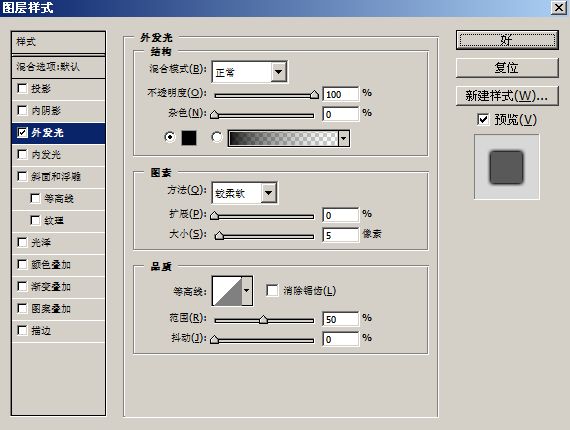 图层样式
样式
混合选项:默认
投影
内阴影
外发光
内发光
斜面和浮雕
等高线
纹理
光泽
颜色叠加
渐变叠加
图案叠加
描边
外发光
结构
混合模式(B): 正常
不透明度(O): 100 %
杂色(N): 0 %
图素
方法(Q): 较柔软
扩展(P): 0 %
大小(S): 5 像素
品质
等高线: 消除锯齿(L)
范围(R): 50 %
抖动(J): 0 %
好
复位
新建样式(W)...
预览(V)